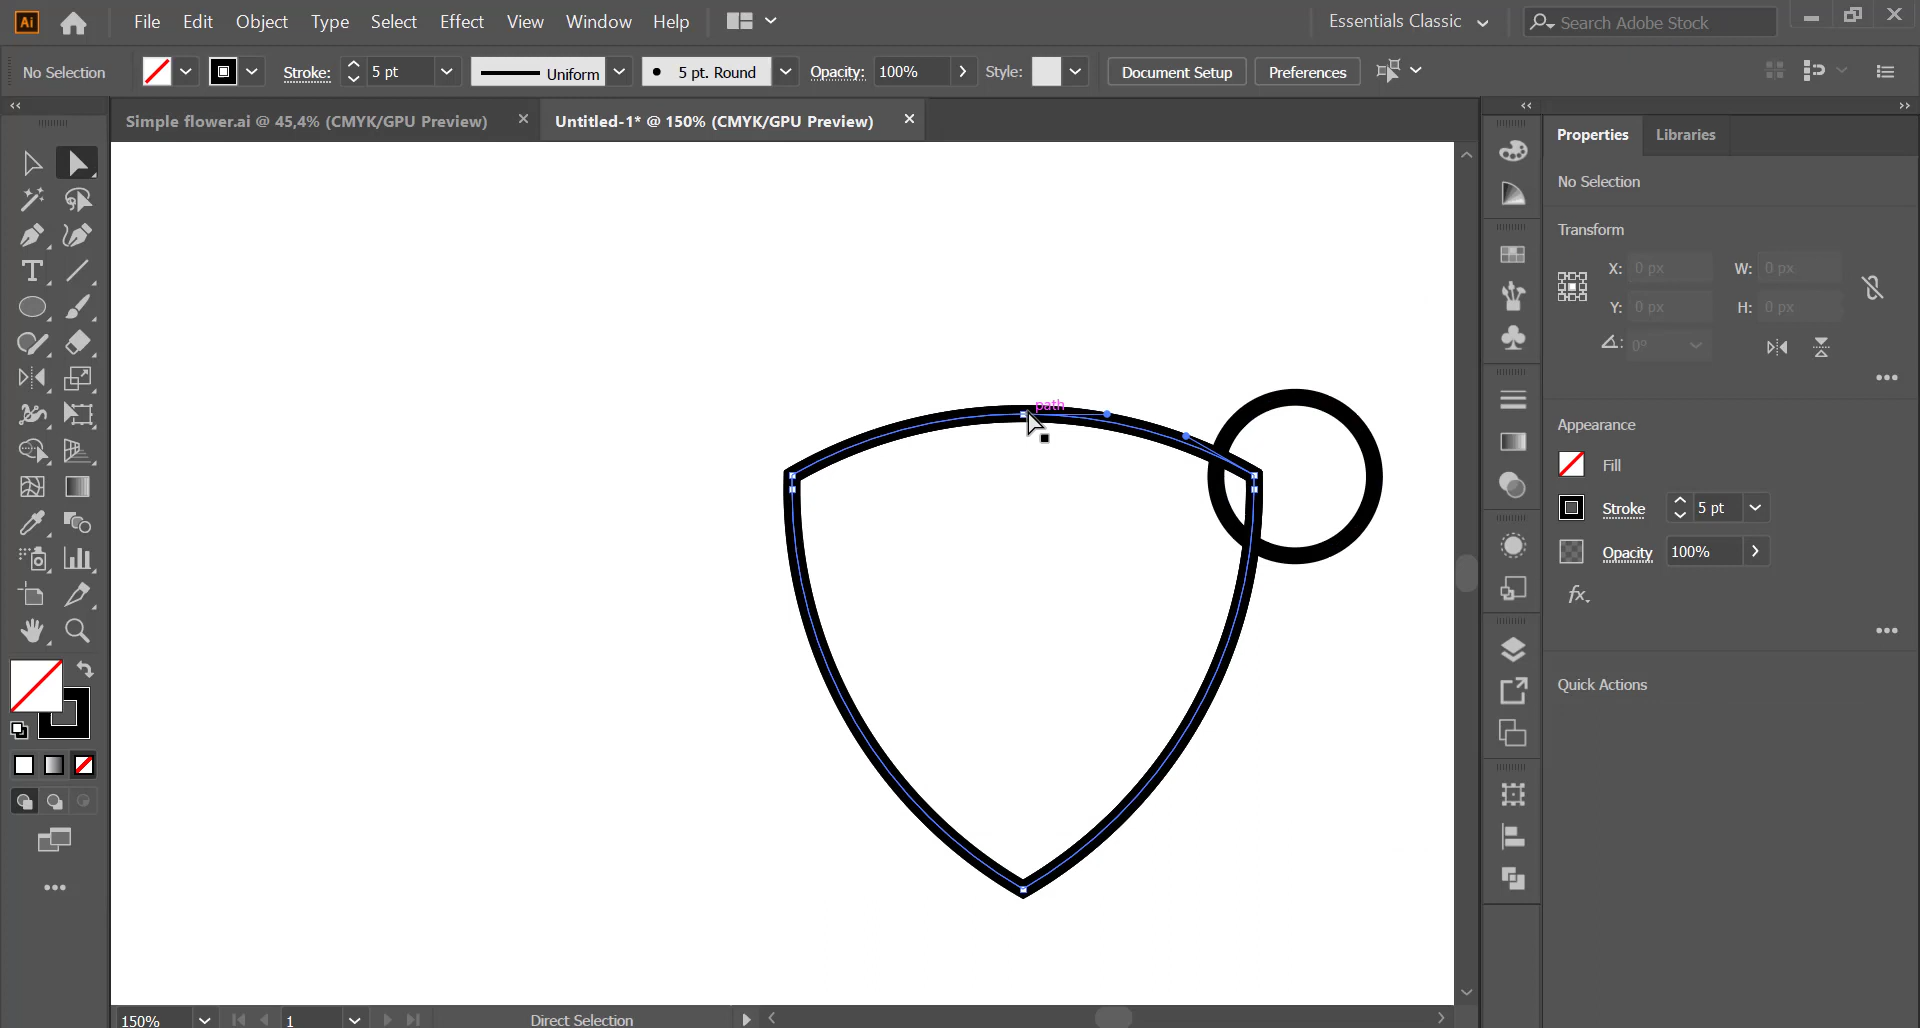 Ai File Edit Object Type Select Effect View Window Help Essentials Classic Search Adobe Stock
No Selection Stroke: 5 pt Uniform 5 pt. Round Opacity: 100% Style: Document Setup Preferences
Simple flower.ai @ 45,4% (CMYK/GPU Preview) Untitled-1* @ 150% (CMYK/GPU Preview)
Properties Libraries
No Selection
Transform
X: 0 px W: 0 px
Y: 0 px H: 0 px
0°
path
Appearance
Fill
Stroke 5 pt
Opacity 100%
fx.
Quick Actions
150% 1 Direct Selection